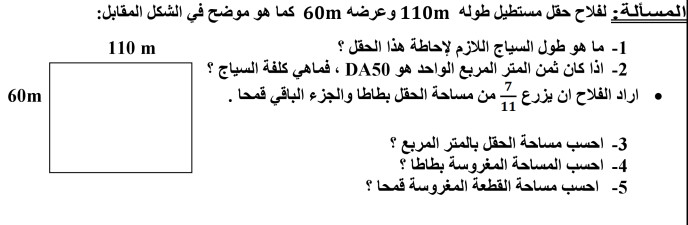 المسألة: لفلاح حقل مستطيل طوله 110m وعرضه 60m كما هو موضح في الشكل المقابل:
110 m
60m
1- ما هو طول السياج اللازم لإحاطة هذا الحقل ؟
2- اذا كان ثمن المتر المربع الواحد هو DA50 ، فماهي كلفة السياج ؟
• اراد الفلاح ان يزرع 7/11 من مساحة الحقل بطاطا والجزء الباقي قمحا .
3- احسب مساحة الحقل بالمتر المربع ؟
4- احسب المساحة المغروسة بطاطا ؟
5- احسب مساحة القطعة المغروسة قمحا ؟